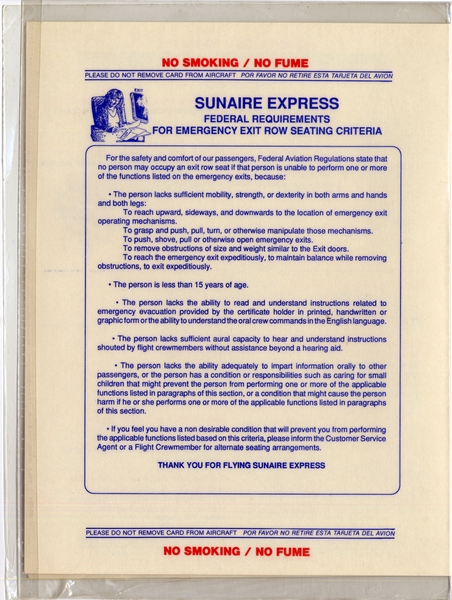 NO SMOKING / NO FUME
PLEASE DO NOT REMOVE CARD FROM AIRCRAFT POR FAVOR NO RETIRE ESTA TARJETA DEL AVION
EXIT
SUNAIRE EXPRESS
FEDERAL REQUIREMENTS
FOR EMERGENCY EXIT ROW SEATING CRITERIA
For the safety and comfort of our passengers, Federal Aviation Regulations state that
no person may occupy an exit row seat if that person is unable to perform one or more
of the functions listed on the emergency exits, because:
• The person lacks sufficient mobility, strength, or dexterity in both arms and hands
and both legs:
To reach upward, sideways, and downwards to the location of emergency exit
operating mechanisms.
To grasp and push, pull, turn, or otherwise manipulate those mechanisms.
To push, shove, pull or otherwise open emergency exits.
To remove obstructions of size and weight similar to the Exit doors.
To reach the emergency exit expeditiously, to maintain balance while removing
obstructions, to exit expeditiously.
• The person is less than 15 years of age.
• The person lacks the ability to read and understand instructions related to
emergency evacuation provided by the certificate holder in printed, handwritten or
graphic form or the ability to understand the oral crew commands in the English language.
• The person lacks sufficient aural capacity to hear and understand instructions
shouted by flight crewmembers without assistance beyond a hearing aid.
• The person lacks the ability adequately to impart information orally to other
passengers, or the person has a condition or responsibilities such as caring for small
children that might prevent the person from performing one or more of the applicable
functions listed in paragraphs of this section, or a condition that might cause the person
harm if he or she performs one or more of the applicable functions listed in paragraphs
of this section.
• If you feel you have a non desirable condition that will prevent you from performing
the applicable functions listed based on this criteria, please inform the Customer Service
Agent or a Flight Crewmember for alternate seating arrangements.
THANK YOU FOR FLYING SUNAIRE EXPRESS
PLEASE DO NOT REMOVE CARD FROM AIRCRAFT POR FAVOR NO RETIRE ESTA TARJETA DEL AVION
NO SMOKING / NO FUME